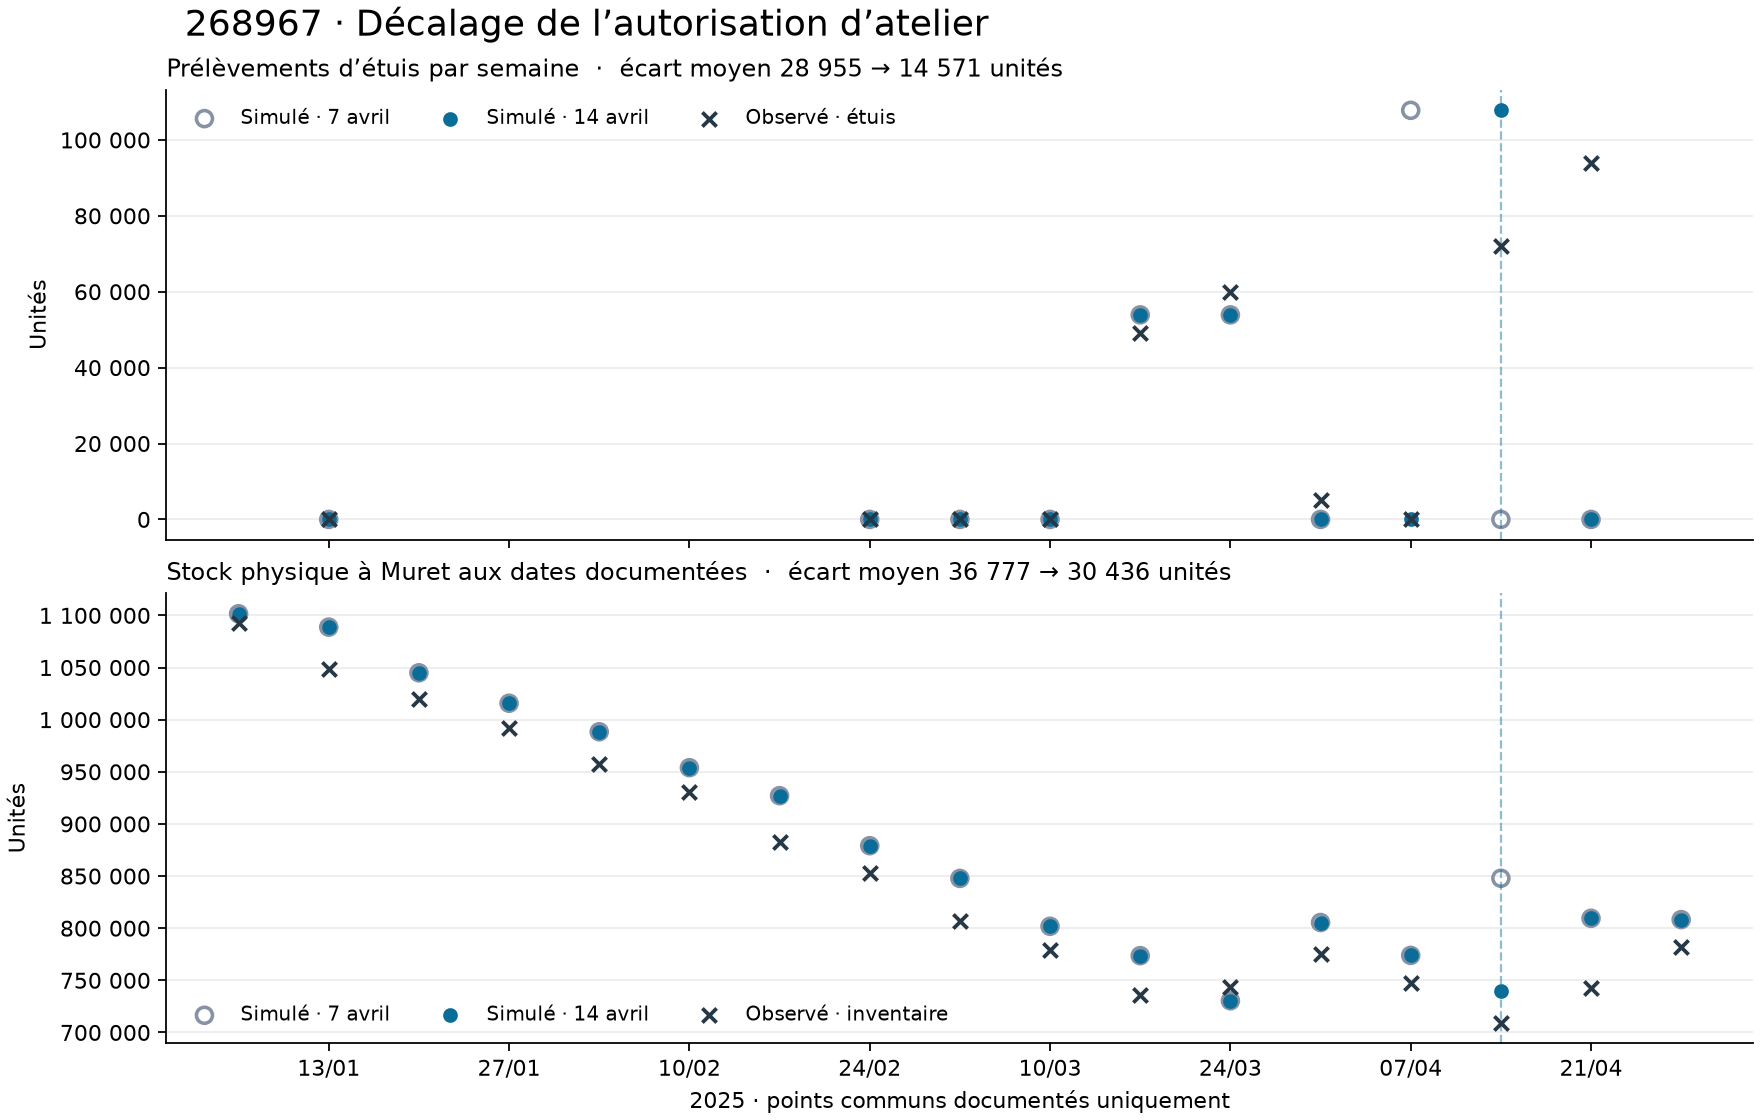 268967 · Décalage de l’autorisation d’atelier
Prélèvements d’étuis par semaine · écart moyen 28 955 → 14 571 unités
Simulé · 7 avril
Simulé · 14 avril
Observé · étuis
100 000
80 000
60 000
40 000
20 000
0
Unités
Stock physique à Muret aux dates documentées · écart moyen 36 777 → 30 436 unités
1 100 000
1 050 000
1 000 000
950 000
900 000
850 000
800 000
750 000
700 000
Unités
Simulé · 7 avril
Simulé · 14 avril
Observé · inventaire
13/01
27/01
10/02
24/02
10/03
24/03
07/04
21/04
2025 · points communs documentés uniquement